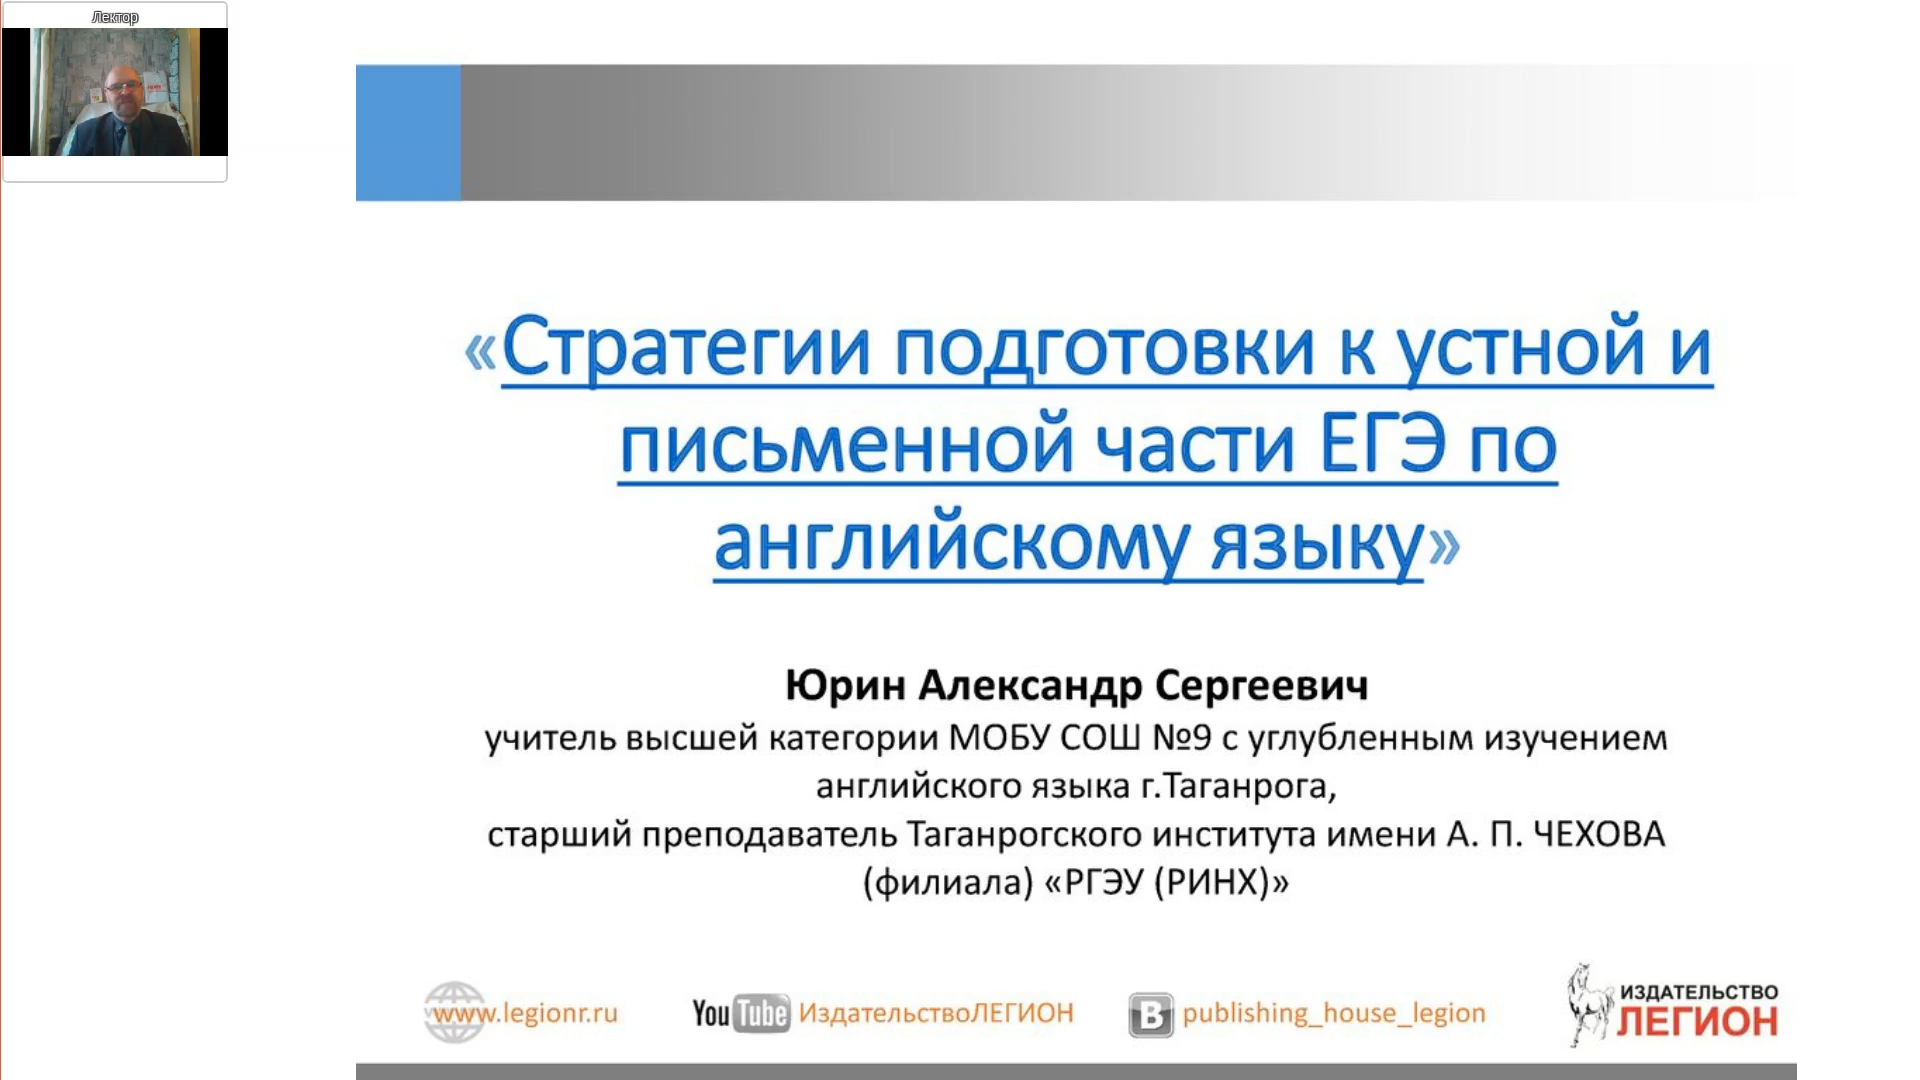 Лектор
«Стратегии подготовки к устной и
письменной части ЕГЭ по
английскому языку»
Юрин Александр Сергеевич
учитель высшей категории МОБУ СОШ №9 с углубленным изучением
английского языка г.Таганрога,
старший преподаватель Таганрогского института имени А. П. ЧЕХОВА
(филиала) «РГЭУ (РИНХ)»
www.legionr.ru
You Tube ИздательствоЛЕГИОН
В publishing_house_legion
ИЗДАТЕЛЬСТВО
ЛЕГИОН